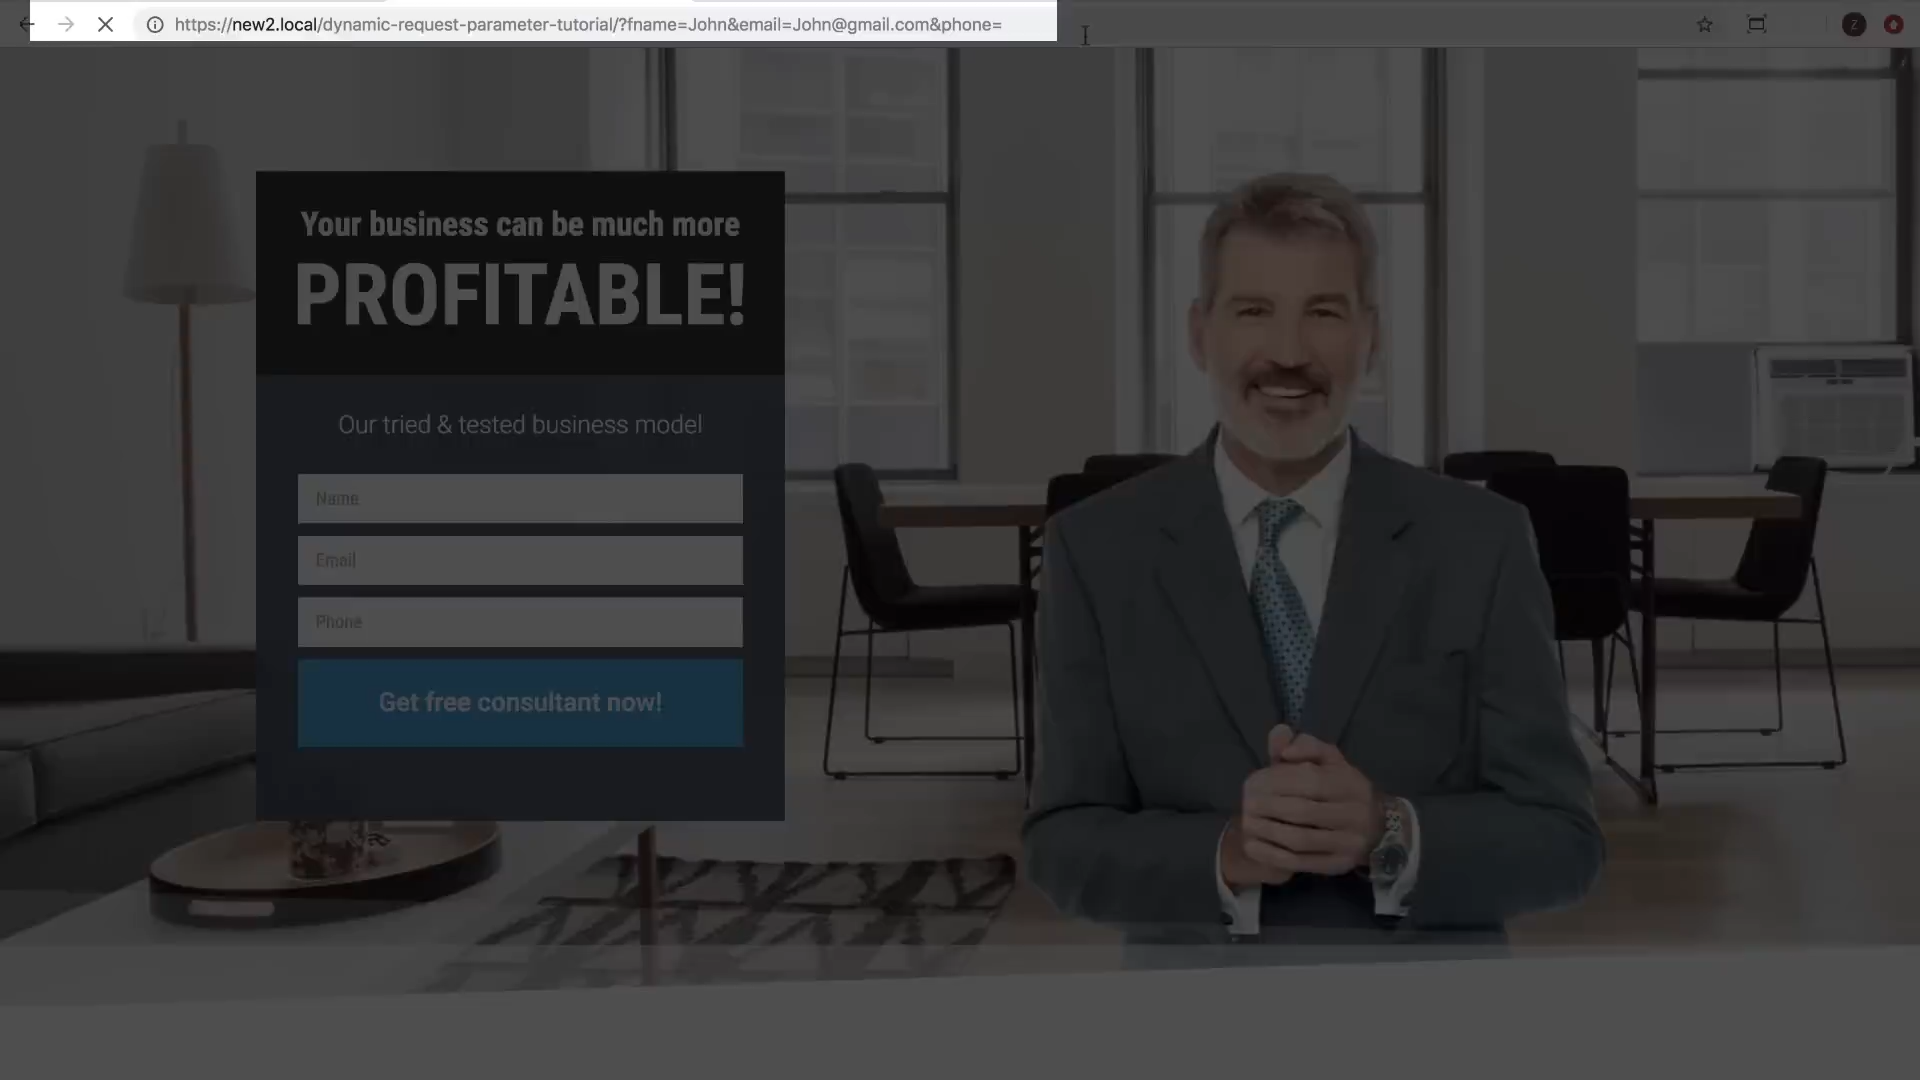 https://new2.local/dynamic-request-parameter-tutorial/?fname=John&email=John@gmail.com&phone=
Z
Your business can be much more
PROFITABLE!
Our tried & tested business model
Name
Email
Phone
Get free consultant now!